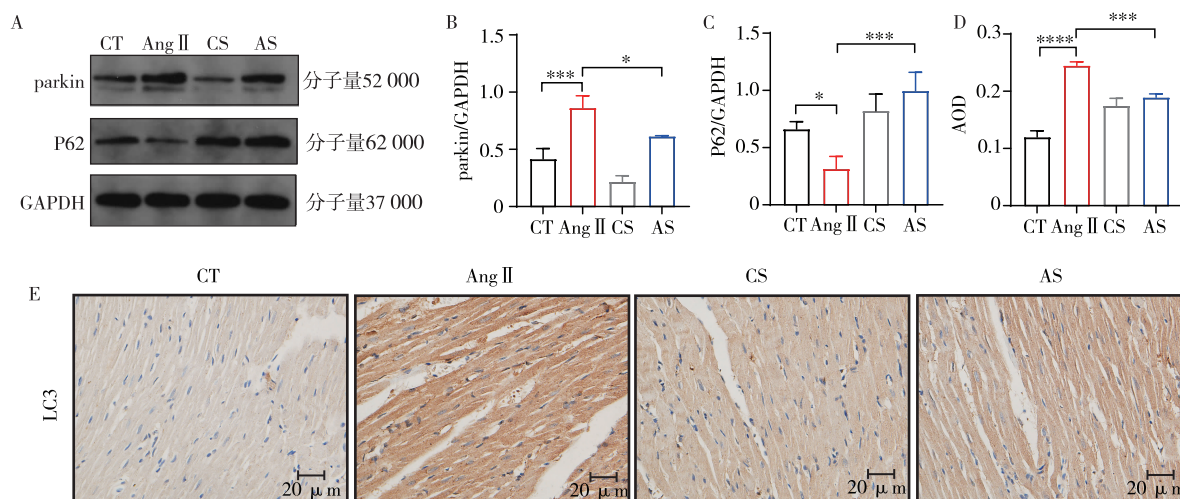 A
CT Ang Ⅱ CS AS
parkin 分子量52 000
P62 分子量62 000
GAPDH 分子量37 000
B
parkin/GAPDH
1.5
1.0
0.5
0
*** *
CT Ang Ⅱ CS AS
C
P62/GAPDH
1.5
1.0
0.5
0
* ***
CT Ang Ⅱ CS AS
D
AOD
0.3
0.2
0.1
**** ***
CT Ang Ⅱ CS AS
E
CT Ang Ⅱ CS AS
LC3
20 μm 20 μm 20 μm 20 μm